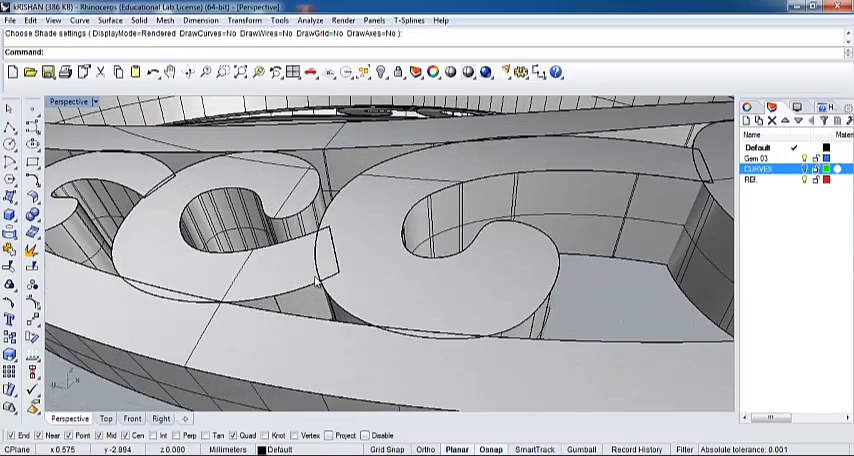 kRISHAN (386 KB) - Rhinoceros (Educational Lab License) (64-bit) - [Perspective]
File Edit View Curve Surface Solid Mesh Dimension Transform Tools Analyze Render Panels T-Splines Help
Choose Shade settings ( DisplayMode=Rendered DrawCurves=No DrawWires=No DrawGrid=No DrawAxes=No ):
Command:
Perspective
Name Mater
Default
Gem 03
CURVES
y x
Perspective Top Front Right
End Near Point Mid Cen Int Perp Tan Quad Knot Vertex Project Disable
CPlane x 0.575 y -2.894 z 0.000 Millimeters Default Grid Snap Ortho Planar Osnap SmartTrack Gumball Record History Filter Absolute tolerance: 0.001